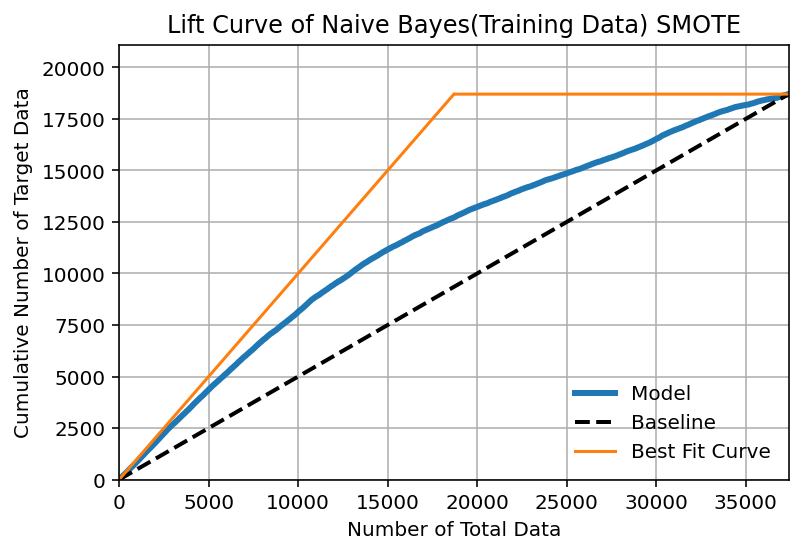 Lift Curve of Naive Bayes(Training Data) SMOTE
Cumulative Number of Target Data
20000
17500
15000
12500
10000
7500
5000
2500
0
Model
Baseline
Best Fit Curve
0 5000 10000 15000 20000 25000 30000 35000
Number of Total Data